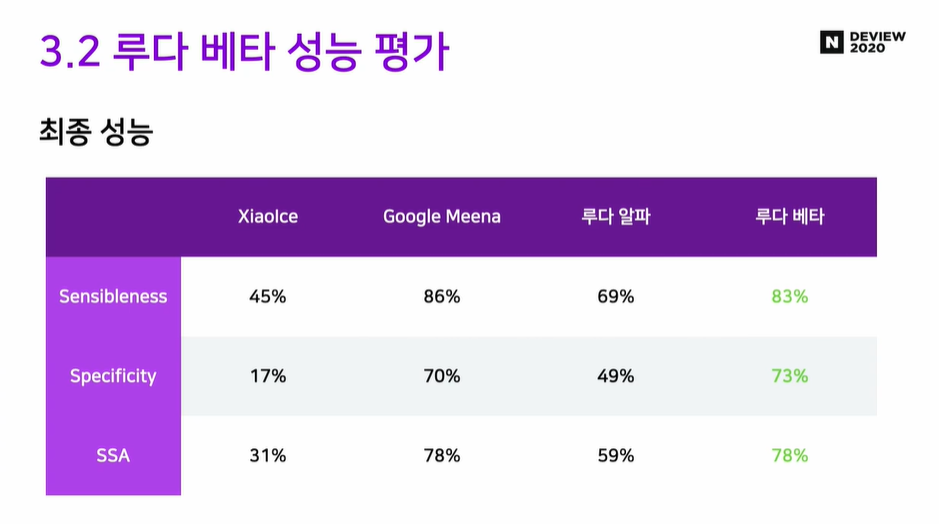 3.2 루다 베타 성능 평가
N DEVIEW
2020
최종 성능
XiaoIce Google Meena 루다 알파 루다 베타
Sensibleness 45% 86% 69% 83%
Specificity 17% 70% 49% 73%
SSA 31% 78% 59% 78%